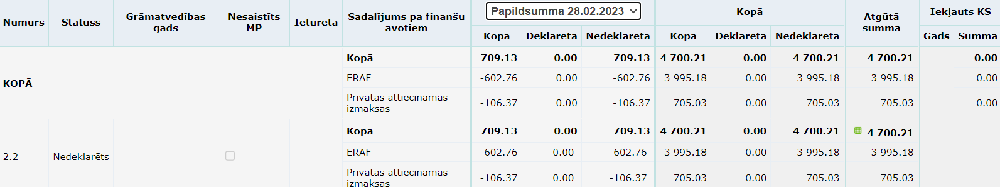 Numurs Statuss Grāmatvedības gads Nesaistīts MP Ieturēta Sadalījums pa finanšu avotiem Papildsumma 28.02.2023 Kopā Atgūtā summa Iekļauts KS
Kopā Deklarētā Nedeklarētā Kopā Deklarētā Nedeklarētā Gads Summa
KOPĀ
Kopā -709.13 0.00 -709.13 4 700.21 0.00 4 700.21 4 700.21 0.00
ERAF -602.76 0.00 -602.76 3 995.18 0.00 3 995.18 3 995.18 0.00
Privātās attiecināmās
izmaksas -106.37 0.00 -106.37 705.03 0.00 705.03 705.03 0.00
2.2 Nedeklarēts
Kopā -709.13 0.00 -709.13 4 700.21 0.00 4 700.21 4 700.21
ERAF -602.76 0.00 -602.76 3 995.18 0.00 3 995.18 3 995.18
Privātās attiecināmās
izmaksas -106.37 0.00 -106.37 705.03 0.00 705.03 705.03